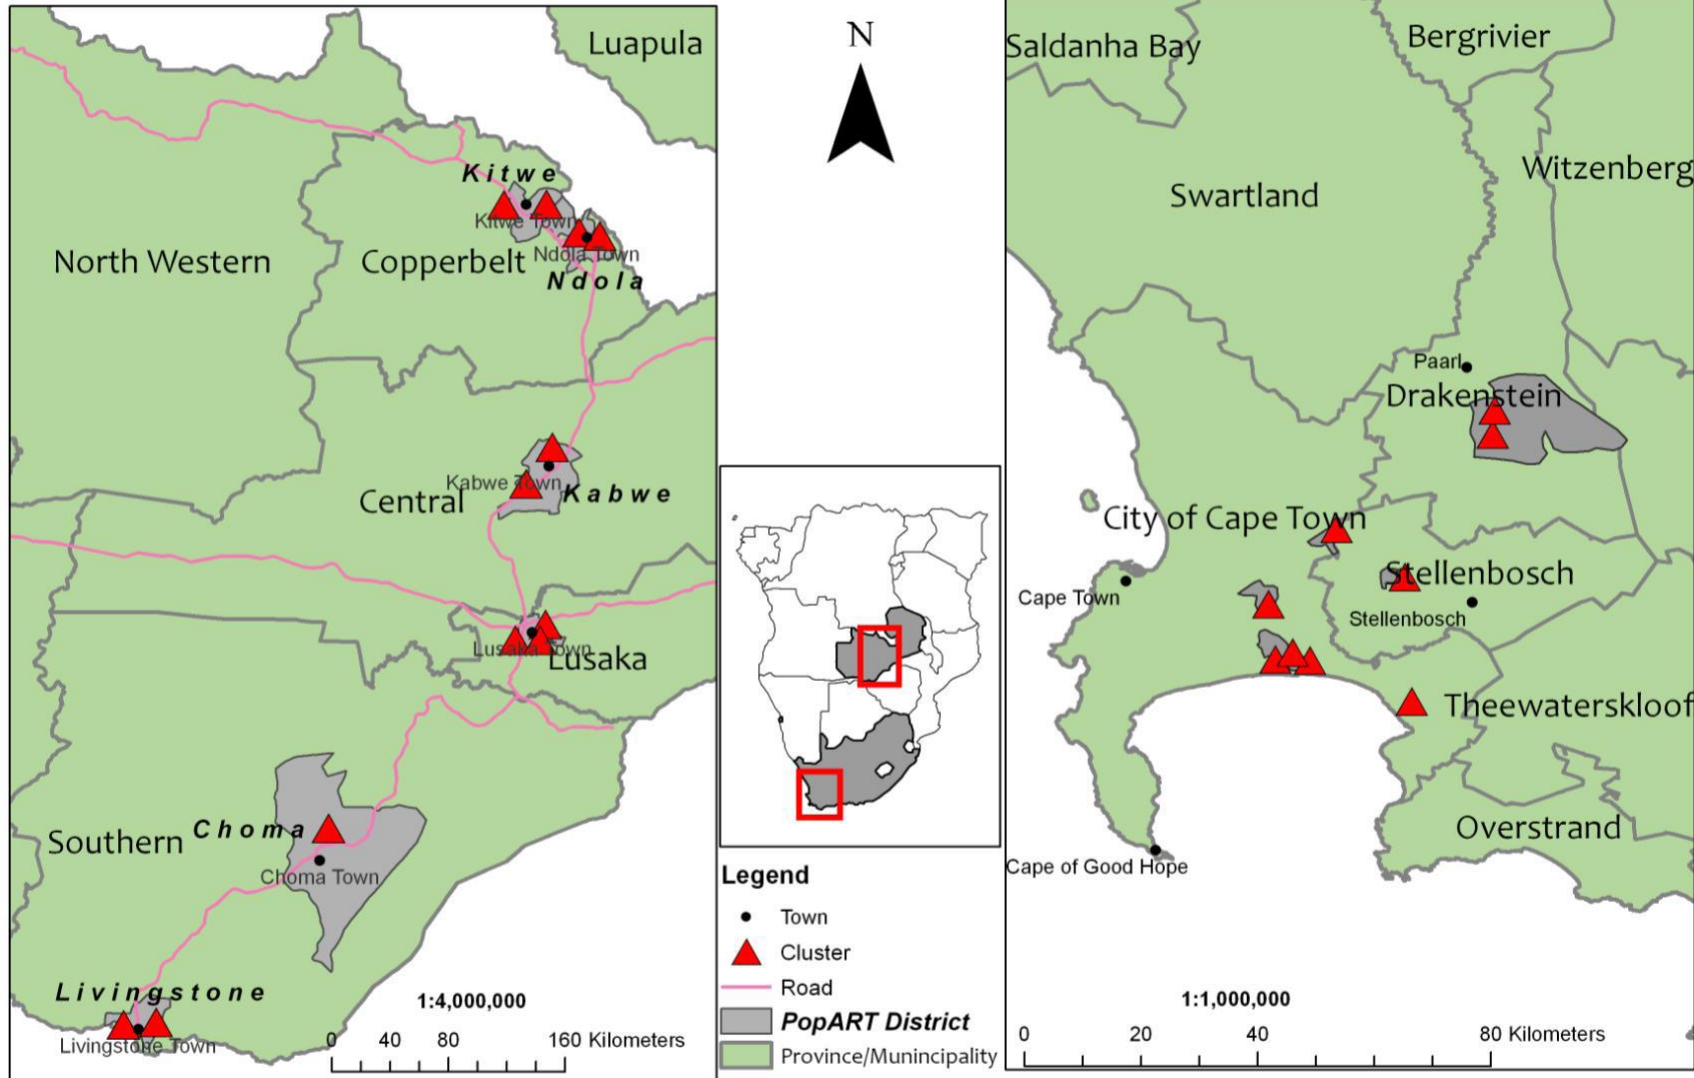 Luapula
Kitwe
Kitwe Town
North Western
Copperbelt
Ndola Town
Ndola
Kabwe Town
Kabwe
Central
Lusaka Town
Lusaka
Southern
Choma
Choma Town
Livingstone
Livingstone Town
1:4,000,000
0 40 80 160 Kilometers
N
Legend
Town
Cluster
Road
PopART District
Province/Munincipality
Saldanha Bay
Bergrivier
Witzenberg
Swartland
Paarl
Drakenstein
City of Cape Town
Stellenbosch
Cape Town
Stellenbosch
Theewaterskloof
Overstrand
Cape of Good Hope
1:1,000,000
0 20 40 80 Kilometers